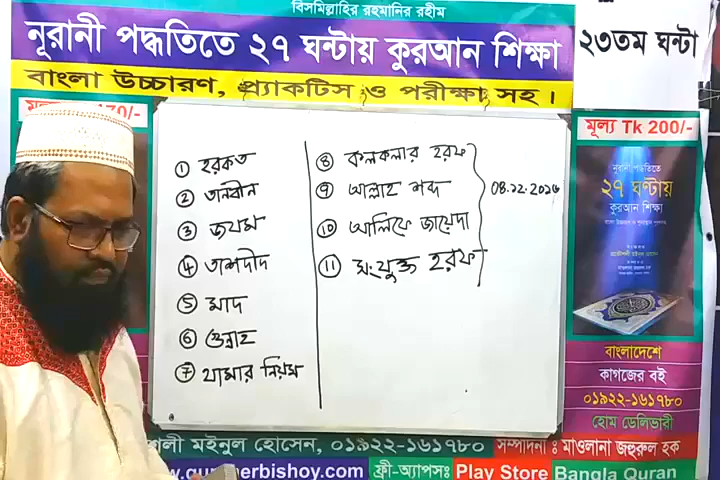 বিসমিল্লাহির রহমানির রহীম
নূরানী পদ্ধতিতে ২৭ ঘন্টায় কুরআন শিক্ষা
২৩তম ঘন্টা
বাংলা উচ্চারণ, প্র্যাকটিস ও পরীক্ষা সহ।
মূল্য Tk 200/-
① হরকত
② তানবীন
③ জযম
④ তাশদীদ
⑤ মাদ
⑥ গুন্নাহ
⑦ থামার নিয়ম
⑧ কলকলার হরফ
⑨ আল্লাহ শব্দ
⑩ আলিফে জায়েদা
⑪ সংযুক্ত হরফ
08.12.2016
নূরানী পদ্ধতিতে
২৭ ঘন্টায়
কুরআন শিক্ষা
বাংলাদেশে
কাগজের বই
০১৯২২-১৬১৭৮০
হোম ডেলিভারী
শলী মইনুল হোসেন, ০১৯২২-১৬১৭৮০ সম্পাদনা : মাওলানা জহুরুল হক
erbishoy.com ফ্রী-অ্যাপসঃ Play Store Bangla Quran